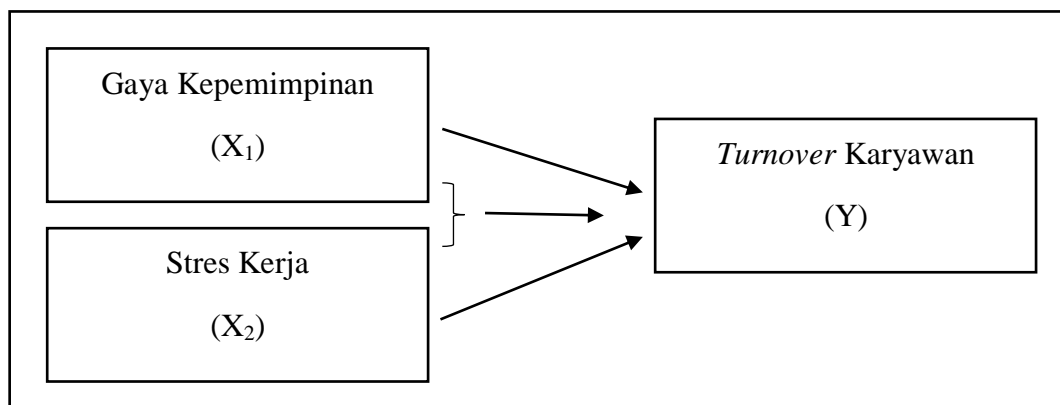 Gaya Kepemimpinan
(X₁)
Stres Kerja
(X₂)
Turnover Karyawan
(Y)